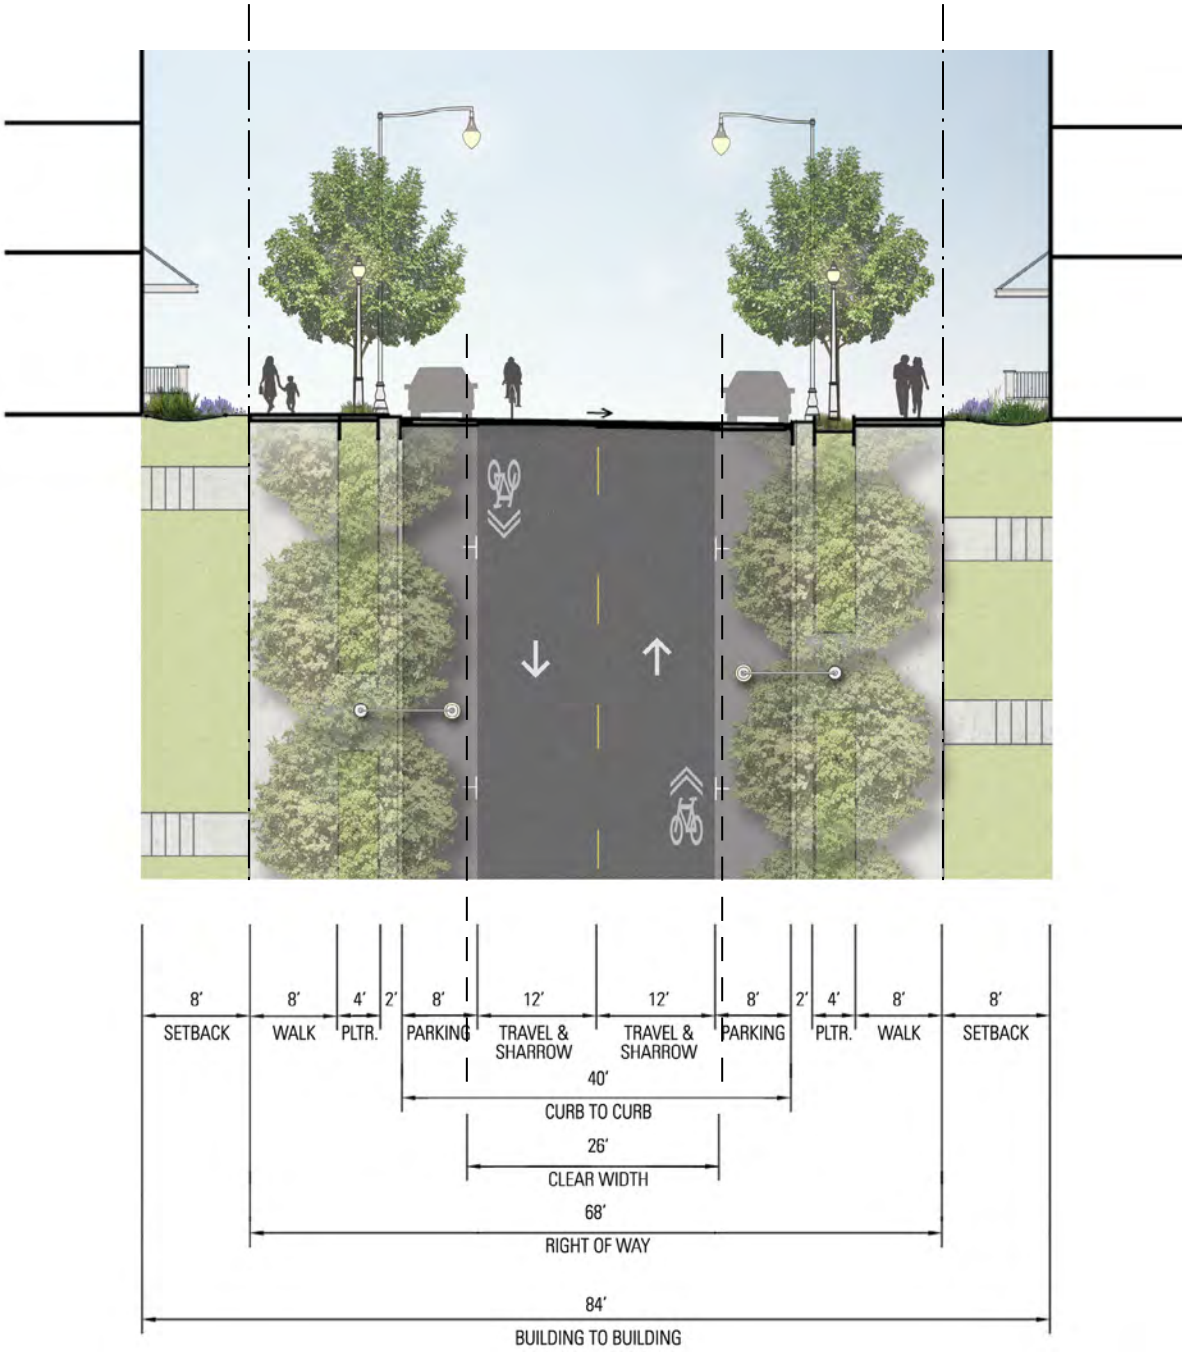 8' 8' 4' 2' 8' 12' 12' 8' 2' 4' 8' 8'
SETBACK WALK PLTR. PARKING TRAVEL & TRAVEL & PARKING PLTR. WALK SETBACK
SHARROW SHARROW
40'
CURB TO CURB
26'
CLEAR WIDTH
68'
RIGHT OF WAY
84'
BUILDING TO BUILDING